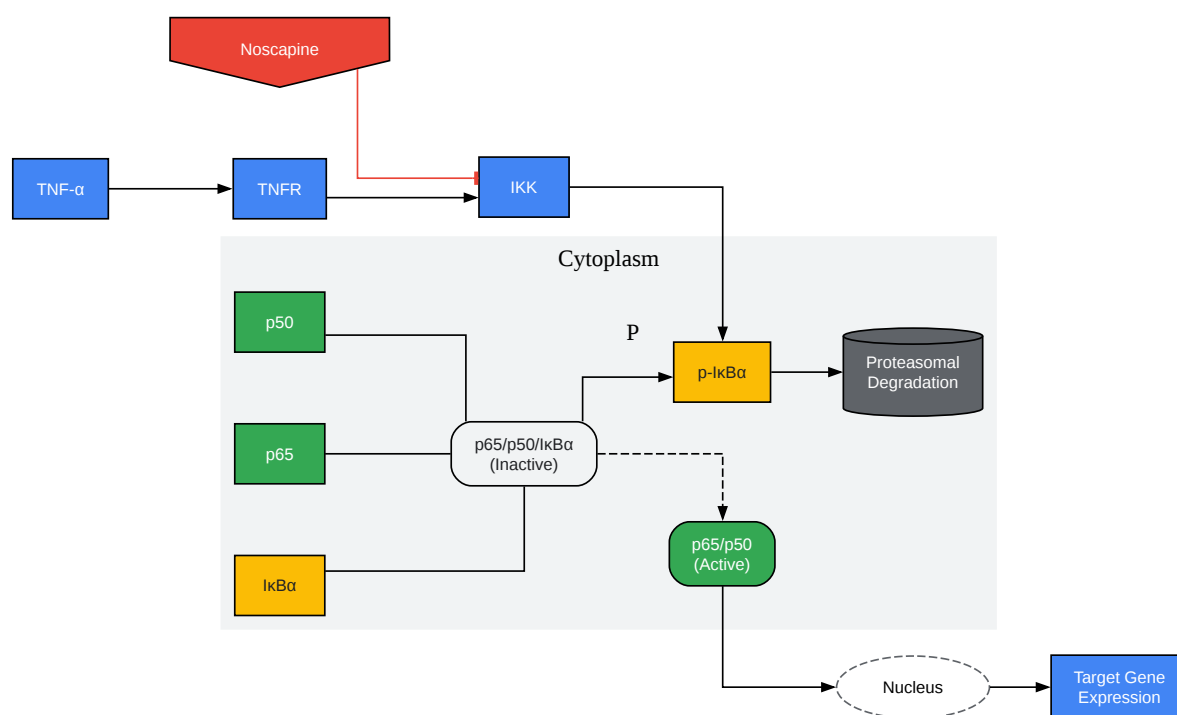 Noscapine
TNF-α
TNFR
IKK
Cytoplasm
p50
P
p-IκBα
Proteasomal
Degradation
p65
p65/p50/IκBα
(Inactive)
p65/p50
(Active)
IκBα
Nucleus
Target Gene
Expression